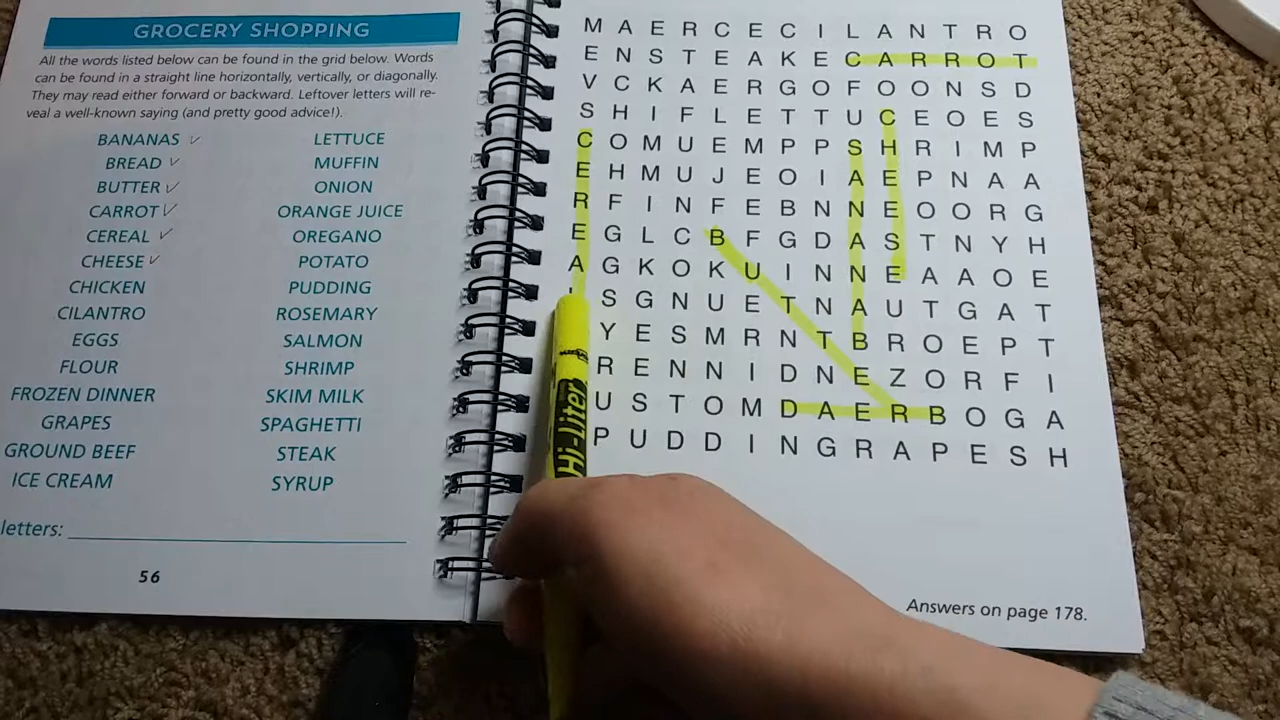 GROCERY SHOPPING
All the words listed below can be found in the grid below. Words
can be found in a straight line horizontally, vertically, or diagonally.
They may read either forward or backward. Leftover letters will re-
veal a well-known saying (and pretty good advice!).
BANANAS LETTUCE
BREAD MUFFIN
BUTTER ONION
CARROT ORANGE JUICE
CEREAL OREGANO
CHEESE POTATO
CHICKEN PUDDING
CILANTRO ROSEMARY
EGGS SALMON
FLOUR SHRIMP
FROZEN DINNER SKIM MILK
GRAPES SPAGHETTI
GROUND BEEF STEAK
ICE CREAM SYRUP
letters:
56
M A E R C E C I L A N T R O
E N S T E A K E C A R R O T
V C K A E R G O F O O N S D
S H I F L E T T U C E O E S
C O M U E M P P S H R I M P
E H M U J E O I A E P N A A
R F I N F E B N N E O O R G
E G L C B F G D A S T N Y H
A G K O K U I N N E A A O E
S G N U E T N A U T G A T
Y E S M R N T B R O E P T
R E N N I D N E Z O R F I
U S T O M D A E R B O G A
P U D D I N G R A P E S H
Hi-liter
Answers on page 178.